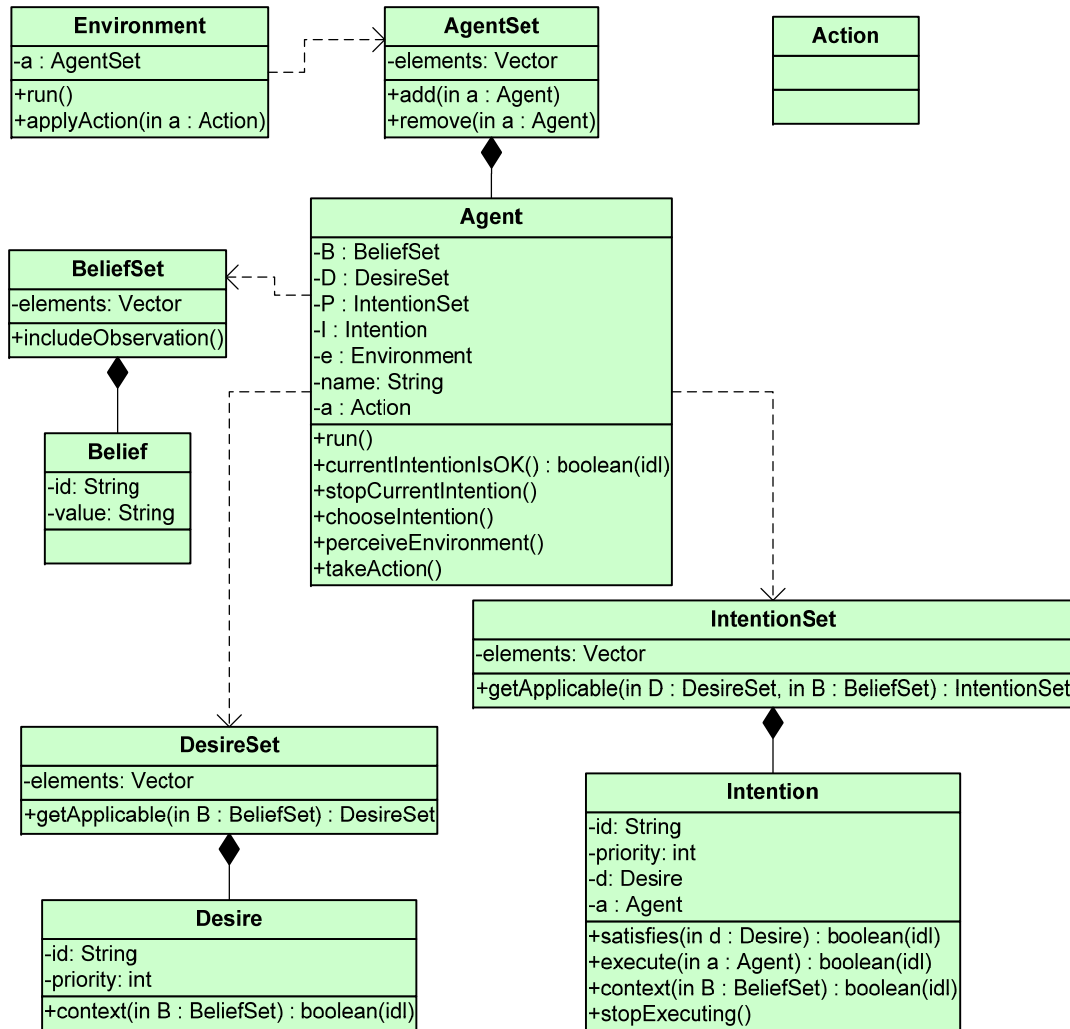 Environment
-a : AgentSet
+run()
+applyAction(in a : Action)
AgentSet
-elements: Vector
+add(in a : Agent)
+remove(in a : Agent)
Action
Agent
-B : BeliefSet
-D : DesireSet
-P : IntentionSet
-I : Intention
-e : Environment
-name: String
-a : Action
+run()
+currentIntentionIsOK() : boolean(idl)
+stopCurrentIntention()
+chooseIntention()
+perceiveEnvironment()
+takeAction()
BeliefSet
-elements: Vector
+includeObservation()
Belief
-id: String
-value: String
IntentionSet
-elements: Vector
+getApplicable(in D : DesireSet, in B : BeliefSet) : IntentionSet
DesireSet
-elements: Vector
+getApplicable(in B : BeliefSet) : DesireSet
Intention
-id: String
-priority: int
-d: Desire
-a : Agent
+satisfies(in d : Desire) : boolean(idl)
+execute(in a : Agent) : boolean(idl)
+context(in B : BeliefSet) : boolean(idl)
+stopExecuting()
Desire
-id: String
-priority: int
+context(in B : BeliefSet) : boolean(idl)